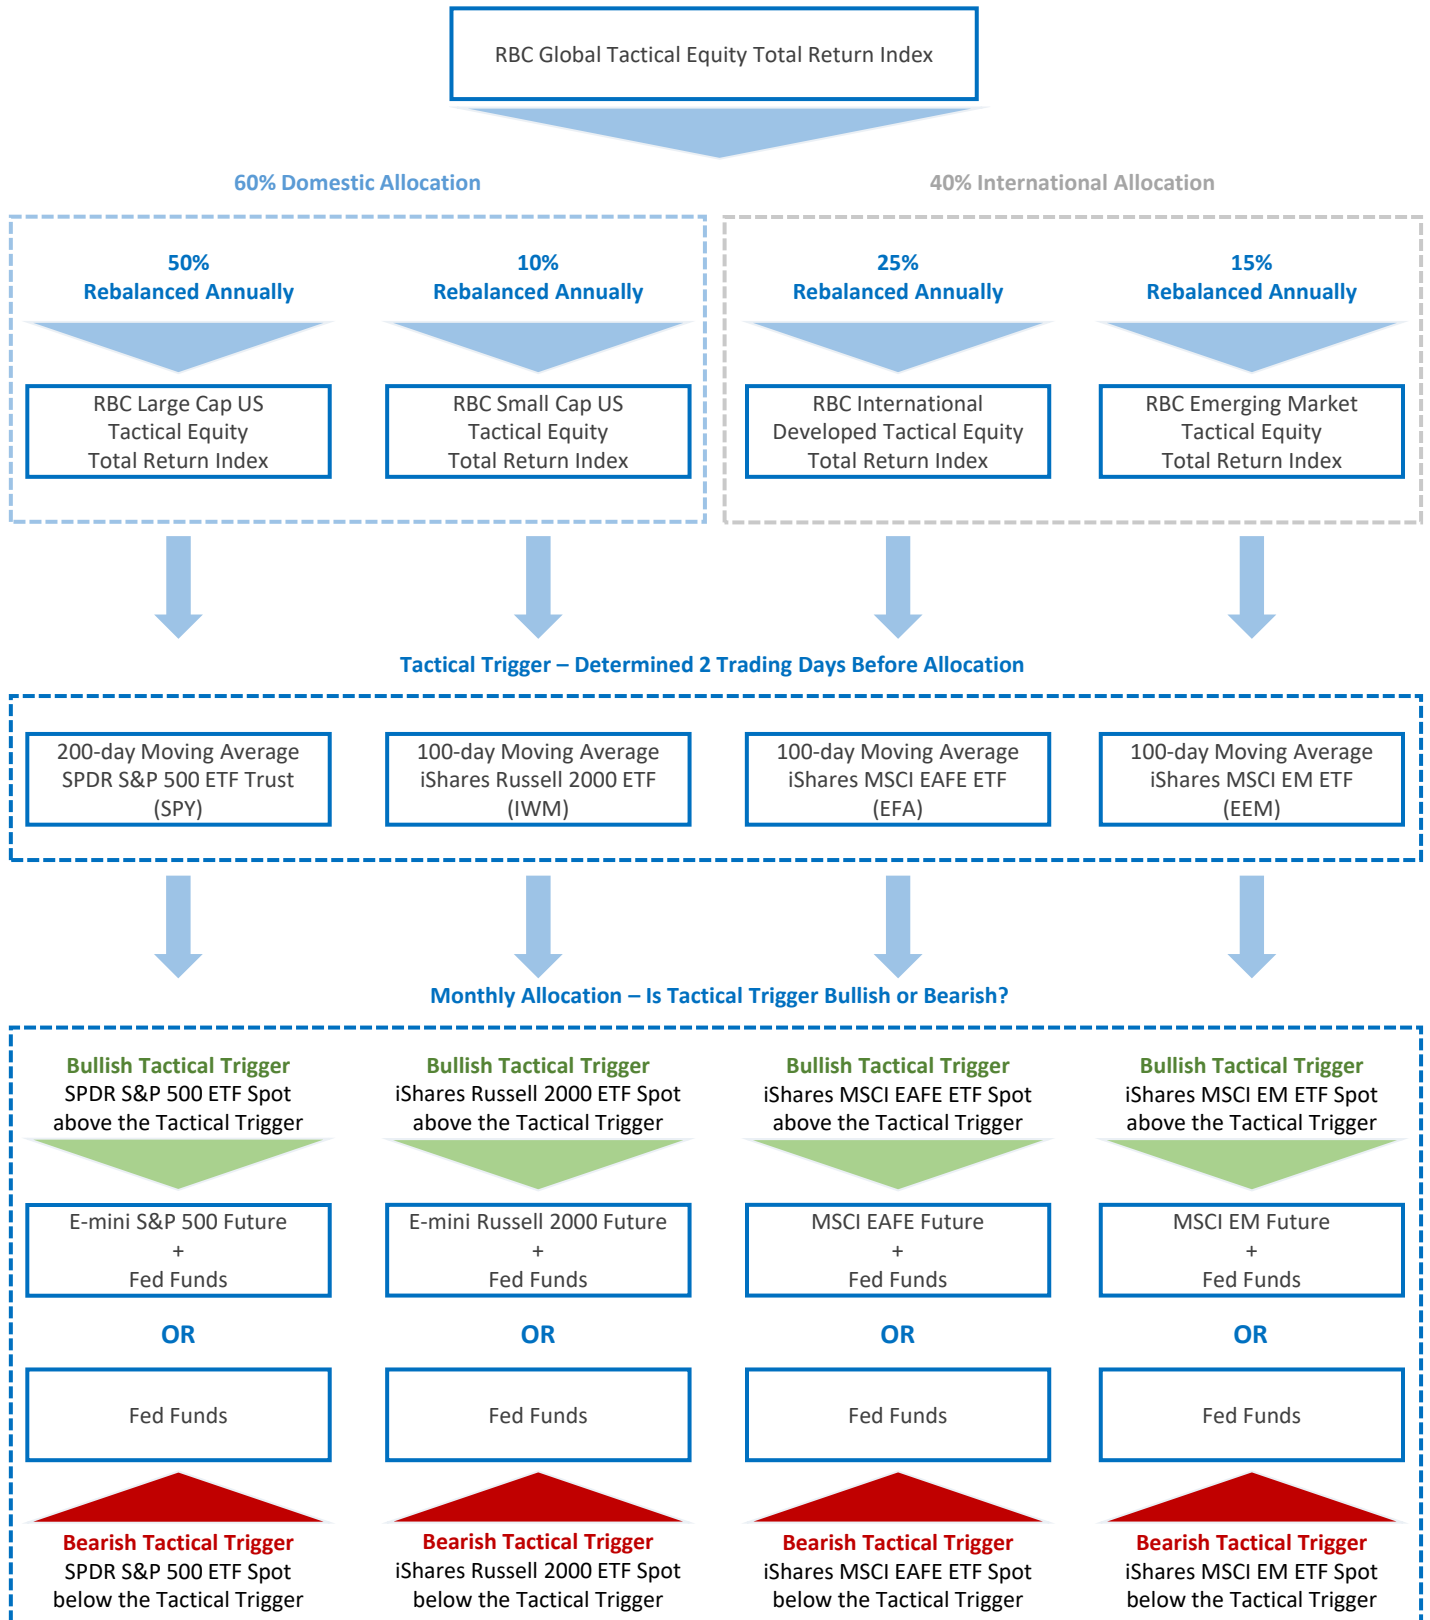 RBC Global Tactical Equity Total Return Index
60% Domestic Allocation
40% International Allocation
50%
Rebalanced Annually
10%
Rebalanced Annually
25%
Rebalanced Annually
15%
Rebalanced Annually
RBC Large Cap US
Tactical Equity
Total Return Index
RBC Small Cap US
Tactical Equity
Total Return Index
RBC International
Developed Tactical Equity
Total Return Index
RBC Emerging Market
Tactical Equity
Total Return Index
Tactical Trigger – Determined 2 Trading Days Before Allocation
200-day Moving Average
SPDR S&P 500 ETF Trust
(SPY)
100-day Moving Average
iShares Russell 2000 ETF
(IWM)
100-day Moving Average
iShares MSCI EAFE ETF
(EFA)
100-day Moving Average
iShares MSCI EM ETF
(EEM)
Monthly Allocation – Is Tactical Trigger Bullish or Bearish?
Bullish Tactical Trigger
SPDR S&P 500 ETF Spot
above the Tactical Trigger
Bullish Tactical Trigger
iShares Russell 2000 ETF Spot
above the Tactical Trigger
Bullish Tactical Trigger
iShares MSCI EAFE ETF Spot
above the Tactical Trigger
Bullish Tactical Trigger
iShares MSCI EM ETF Spot
above the Tactical Trigger
E-mini S&P 500 Future
+
Fed Funds
E-mini Russell 2000 Future
+
Fed Funds
MSCI EAFE Future
+
Fed Funds
MSCI EM Future
+
Fed Funds
OR
OR
OR
OR
Fed Funds
Fed Funds
Fed Funds
Fed Funds
Bearish Tactical Trigger
SPDR S&P 500 ETF Spot
below the Tactical Trigger
Bearish Tactical Trigger
iShares Russell 2000 ETF Spot
below the Tactical Trigger
Bearish Tactical Trigger
iShares MSCI EAFE ETF Spot
below the Tactical Trigger
Bearish Tactical Trigger
iShares MSCI EM ETF Spot
below the Tactical Trigger